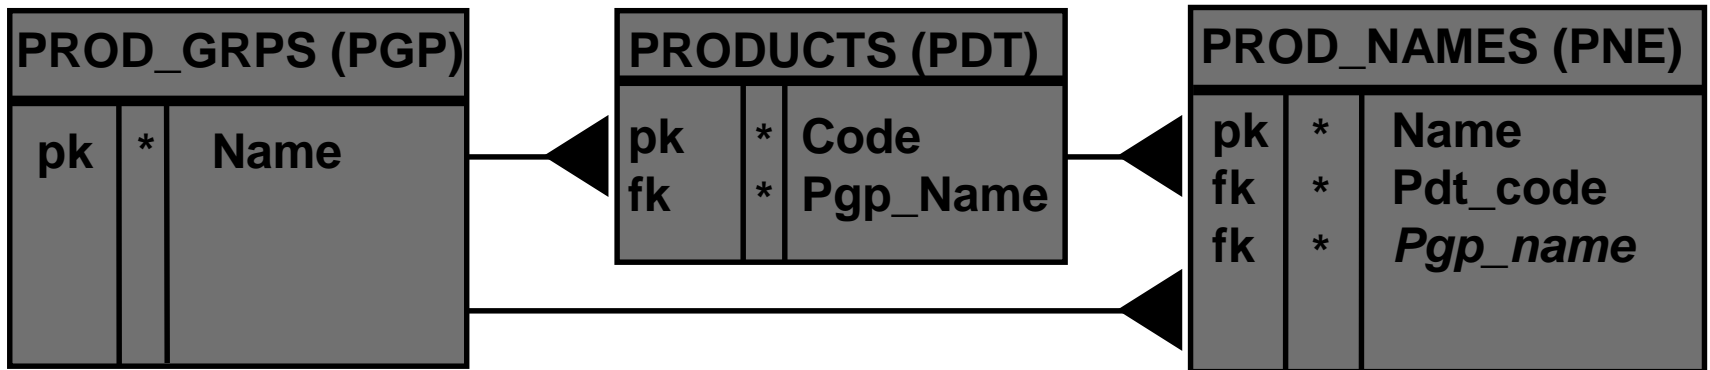 PROD_GRPS (PGP)
pk * Name
PRODUCTS (PDT)
pk * Code
fk * Pgp_Name
PROD_NAMES (PNE)
pk * Name
fk * Pdt_code
fk * Pgp_name